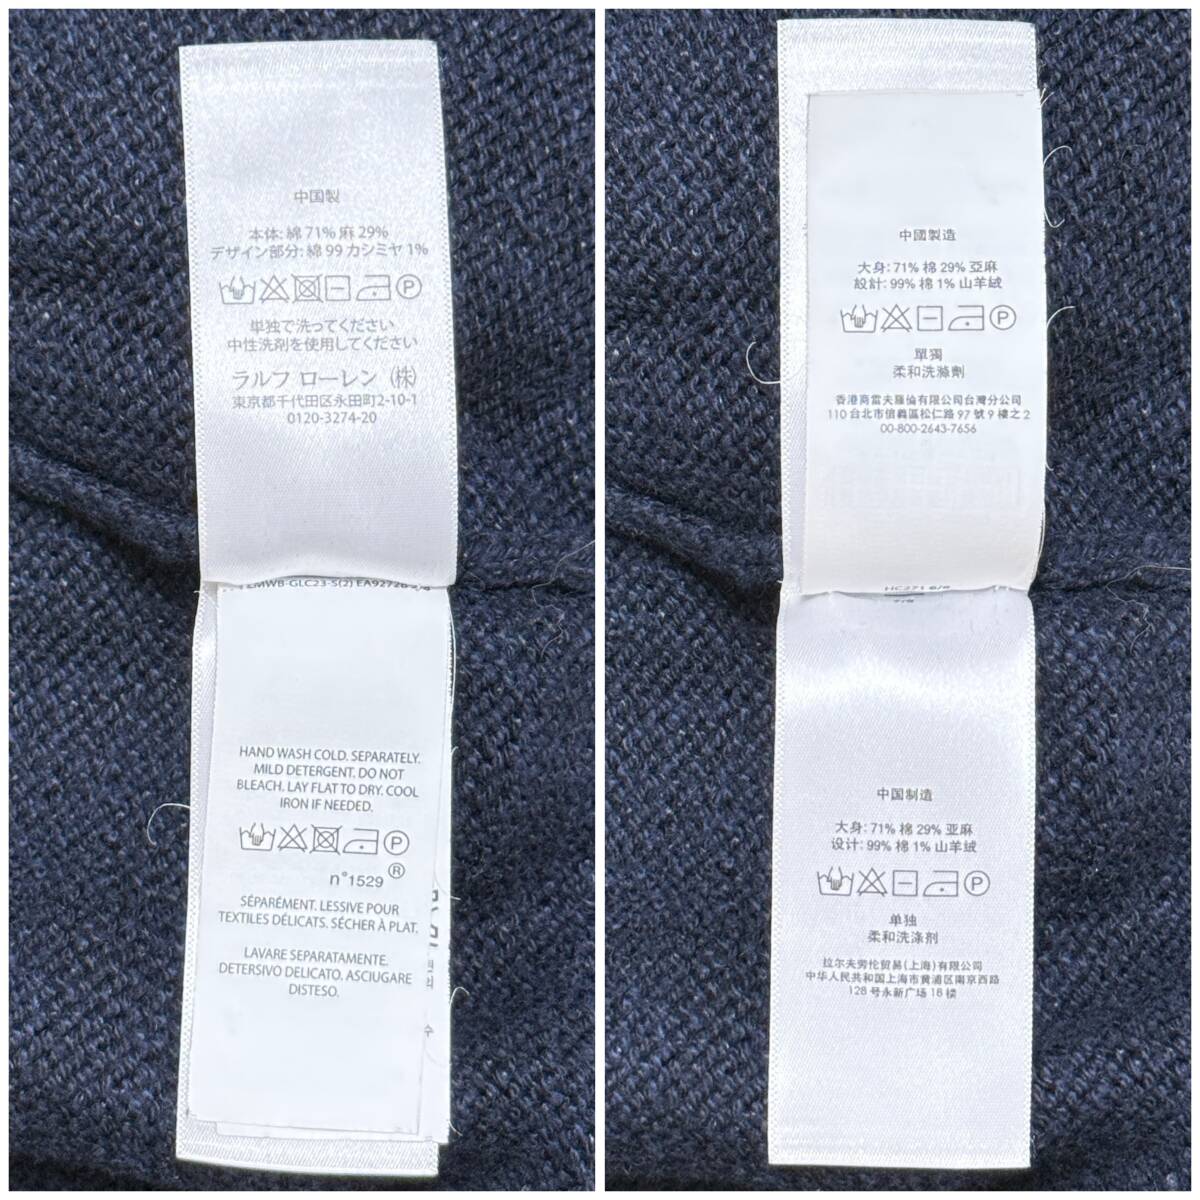 中国製
本体: 綿 71% 麻 29%
デザイン部分: 綿 99 カシミヤ 1%
単独で洗ってください
中性洗剤を使用してください
ラルフ ローレン (株)
東京都千代田区永田町2-10-1
0120-3274-20
LMWB-GLC23-S(2)
HAND WASH COLD. SEPARATELY.
MILD DETERGENT. DO NOT
BLEACH. LAY FLAT TO DRY. COOL
IRON IF NEEDED.
n°1529 ®
SÉPARÉMENT. LESSIVE POUR
TEXTILES DÉLICATS. SÉCHER À PLAT.
LAVARE SEPARATAMENTE.
DETERSIVO DELICATO. ASCIUGARE
DISTESO.
中國製造
大身: 71% 棉 29% 亞麻
設計: 99% 棉 1% 山羊絨
單獨
柔和洗滌劑
香港商雷夫羅倫有限公司台灣分公司
110 台北市信義區松仁路 97 號 9 樓之 2
00-800-2643-7656
中国制造
大身: 71% 棉 29% 亚麻
设计: 99% 棉 1% 山羊绒
单独
柔和洗涤剂
拉尔夫劳伦贸易(上海)有限公司
中华人民共和国上海市黄浦区南京西路
128 号永新广场 18 楼